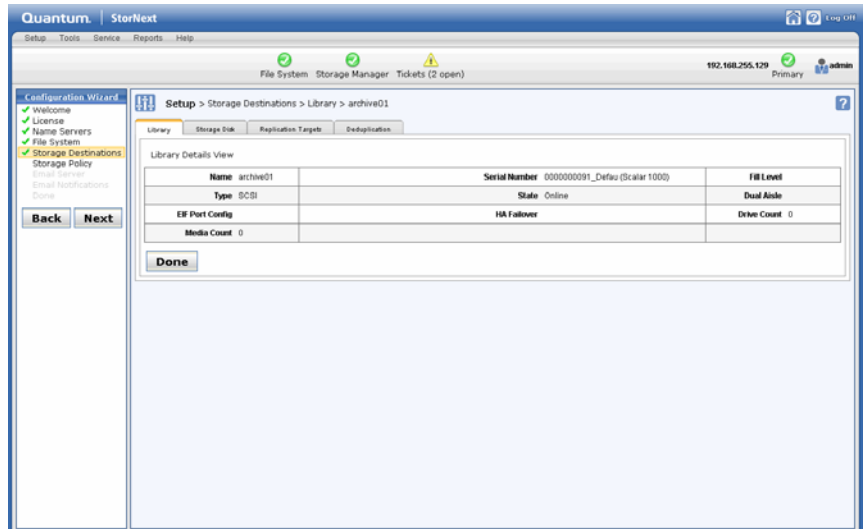 Quantum. | StorNext
Log Off
Setup Tools Service Reports Help
File System Storage Manager Tickets (2 open)
192.168.255.129 Primary admin
Configuration Wizard
Welcome
License
Name Servers
File System
Storage Destinations
Storage Policy
Email Server
Email Notifications
Done
Back Next
Setup > Storage Destinations > Library > archive01
?
Library Storage Disk Replication Targets Deduplication
Library Details View
Name archive01 Serial Number 0000000091_Defau (Scalar 1000) Fill Level
Type SCSI State Online Dual Aisle
EIF Port Config HA Failover Drive Count 0
Media Count 0
Done